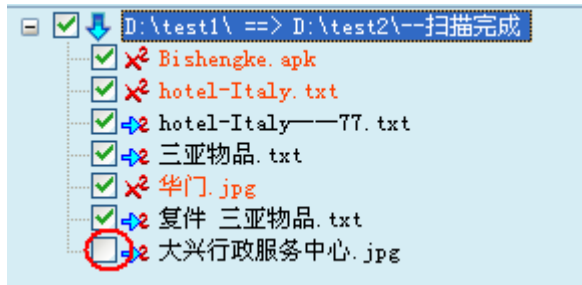 D:\test1\ ==> D:\test2\--扫描完成
Bishengke.apk
hotel-Italy.txt
hotel-Italy——77.txt
三亚物品.txt
华门.jpg
复件 三亚物品.txt
大兴行政服务中心.jpg